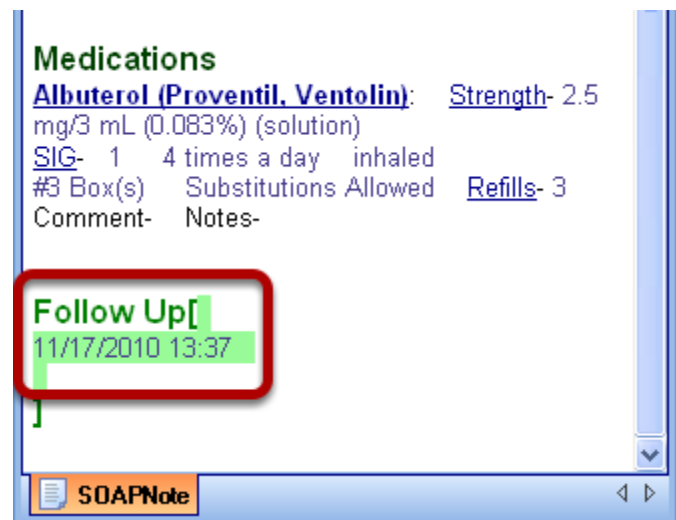 Medications
Albuterol (Proventil, Ventolin): Strength- 2.5
mg/3 mL (0.083%) (solution)
SIG- 1 4 times a day inhaled
#3 Box(s) Substitutions Allowed Refills- 3
Comment- Notes-
Follow Up[
11/17/2010 13:37
]
SOAPNote